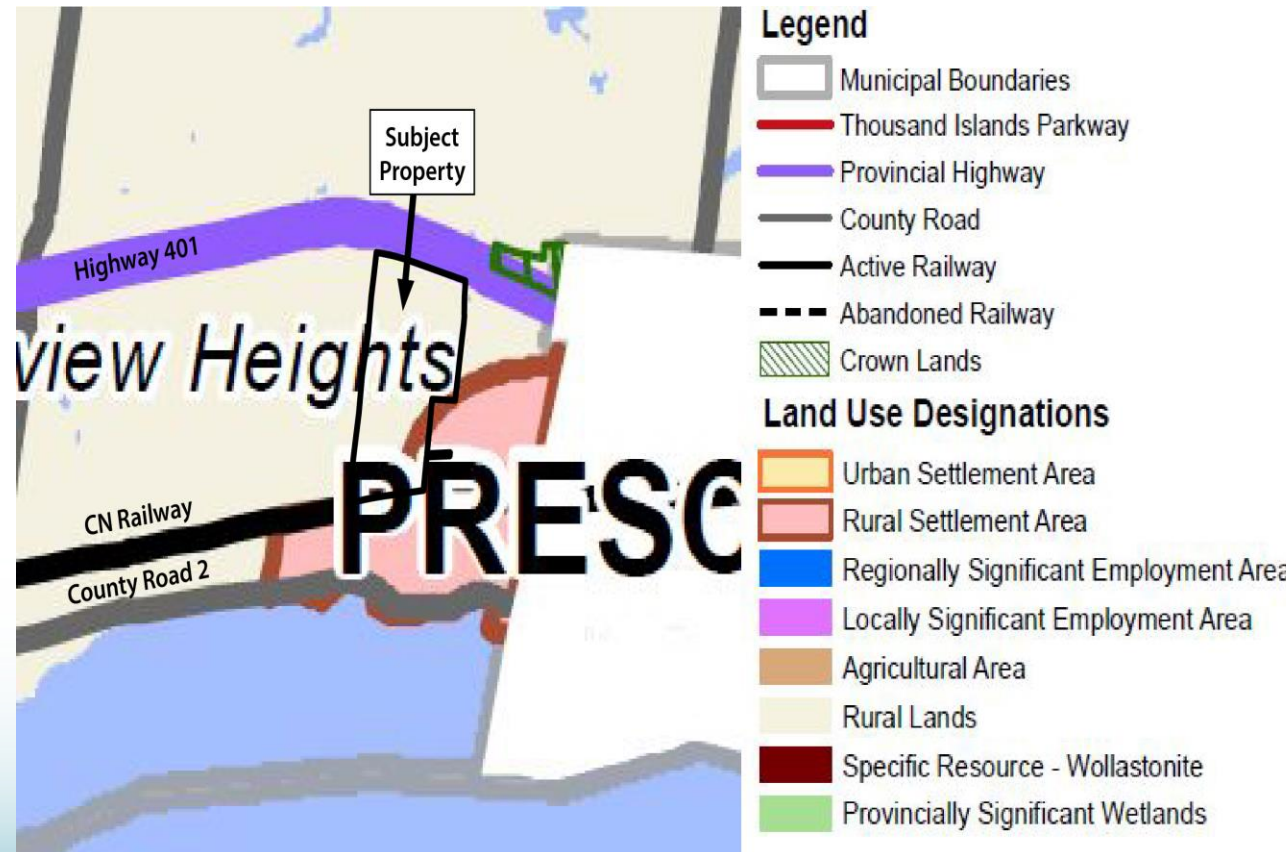 Subject
Property
Highway 401
view Heights
PRESC
CN Railway
County Road 2
Legend
Municipal Boundaries
Thousand Islands Parkway
Provincial Highway
County Road
Active Railway
Abandoned Railway
Crown Lands
Land Use Designations
Urban Settlement Area
Rural Settlement Area
Regionally Significant Employment Area
Locally Significant Employment Area
Agricultural Area
Rural Lands
Specific Resource - Wollastonite
Provincially Significant Wetlands